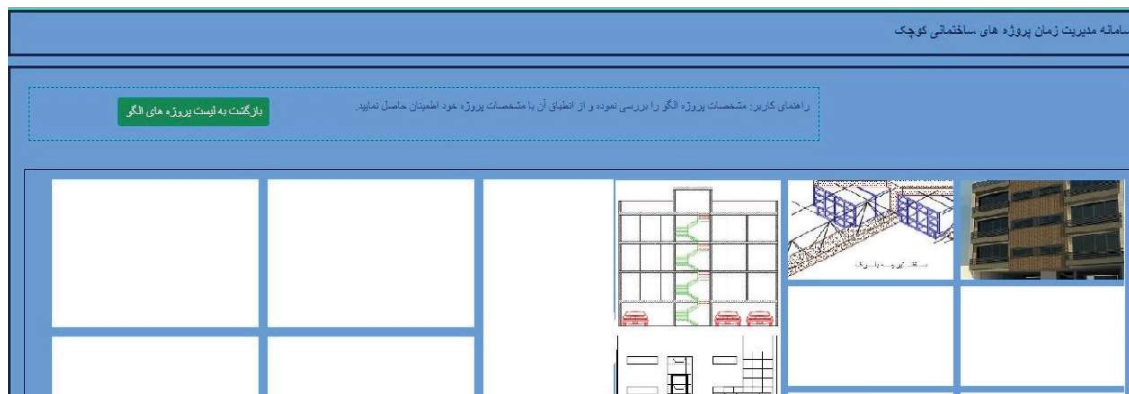 سامانه مدیریت زمان پروژه های ساختمانی کوچک
راهنمای کاربر: مشخصات پروژه الگو را بررسی نموده و از انطباق آن با مشخصات پروژه خود اطمینان حاصل نمایید.
بازگشت به لیست پروژه های الگو